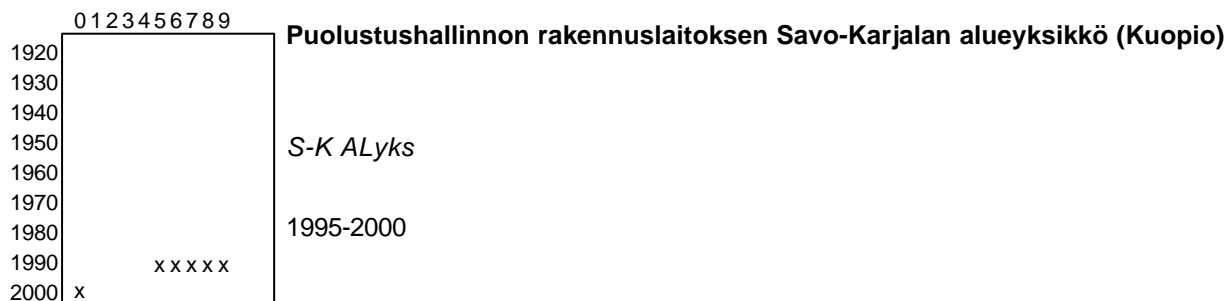 0 1 2 3 4 5 6 7 8 9
Puolustushallinnon rakennuslaitoksen Savo-Karjalan alueyksikkö (Kuopio)
1920
1930
1940
1950
S-K ALyks
1960
1970
1980
1995-2000
1990 x x x x x
2000 x